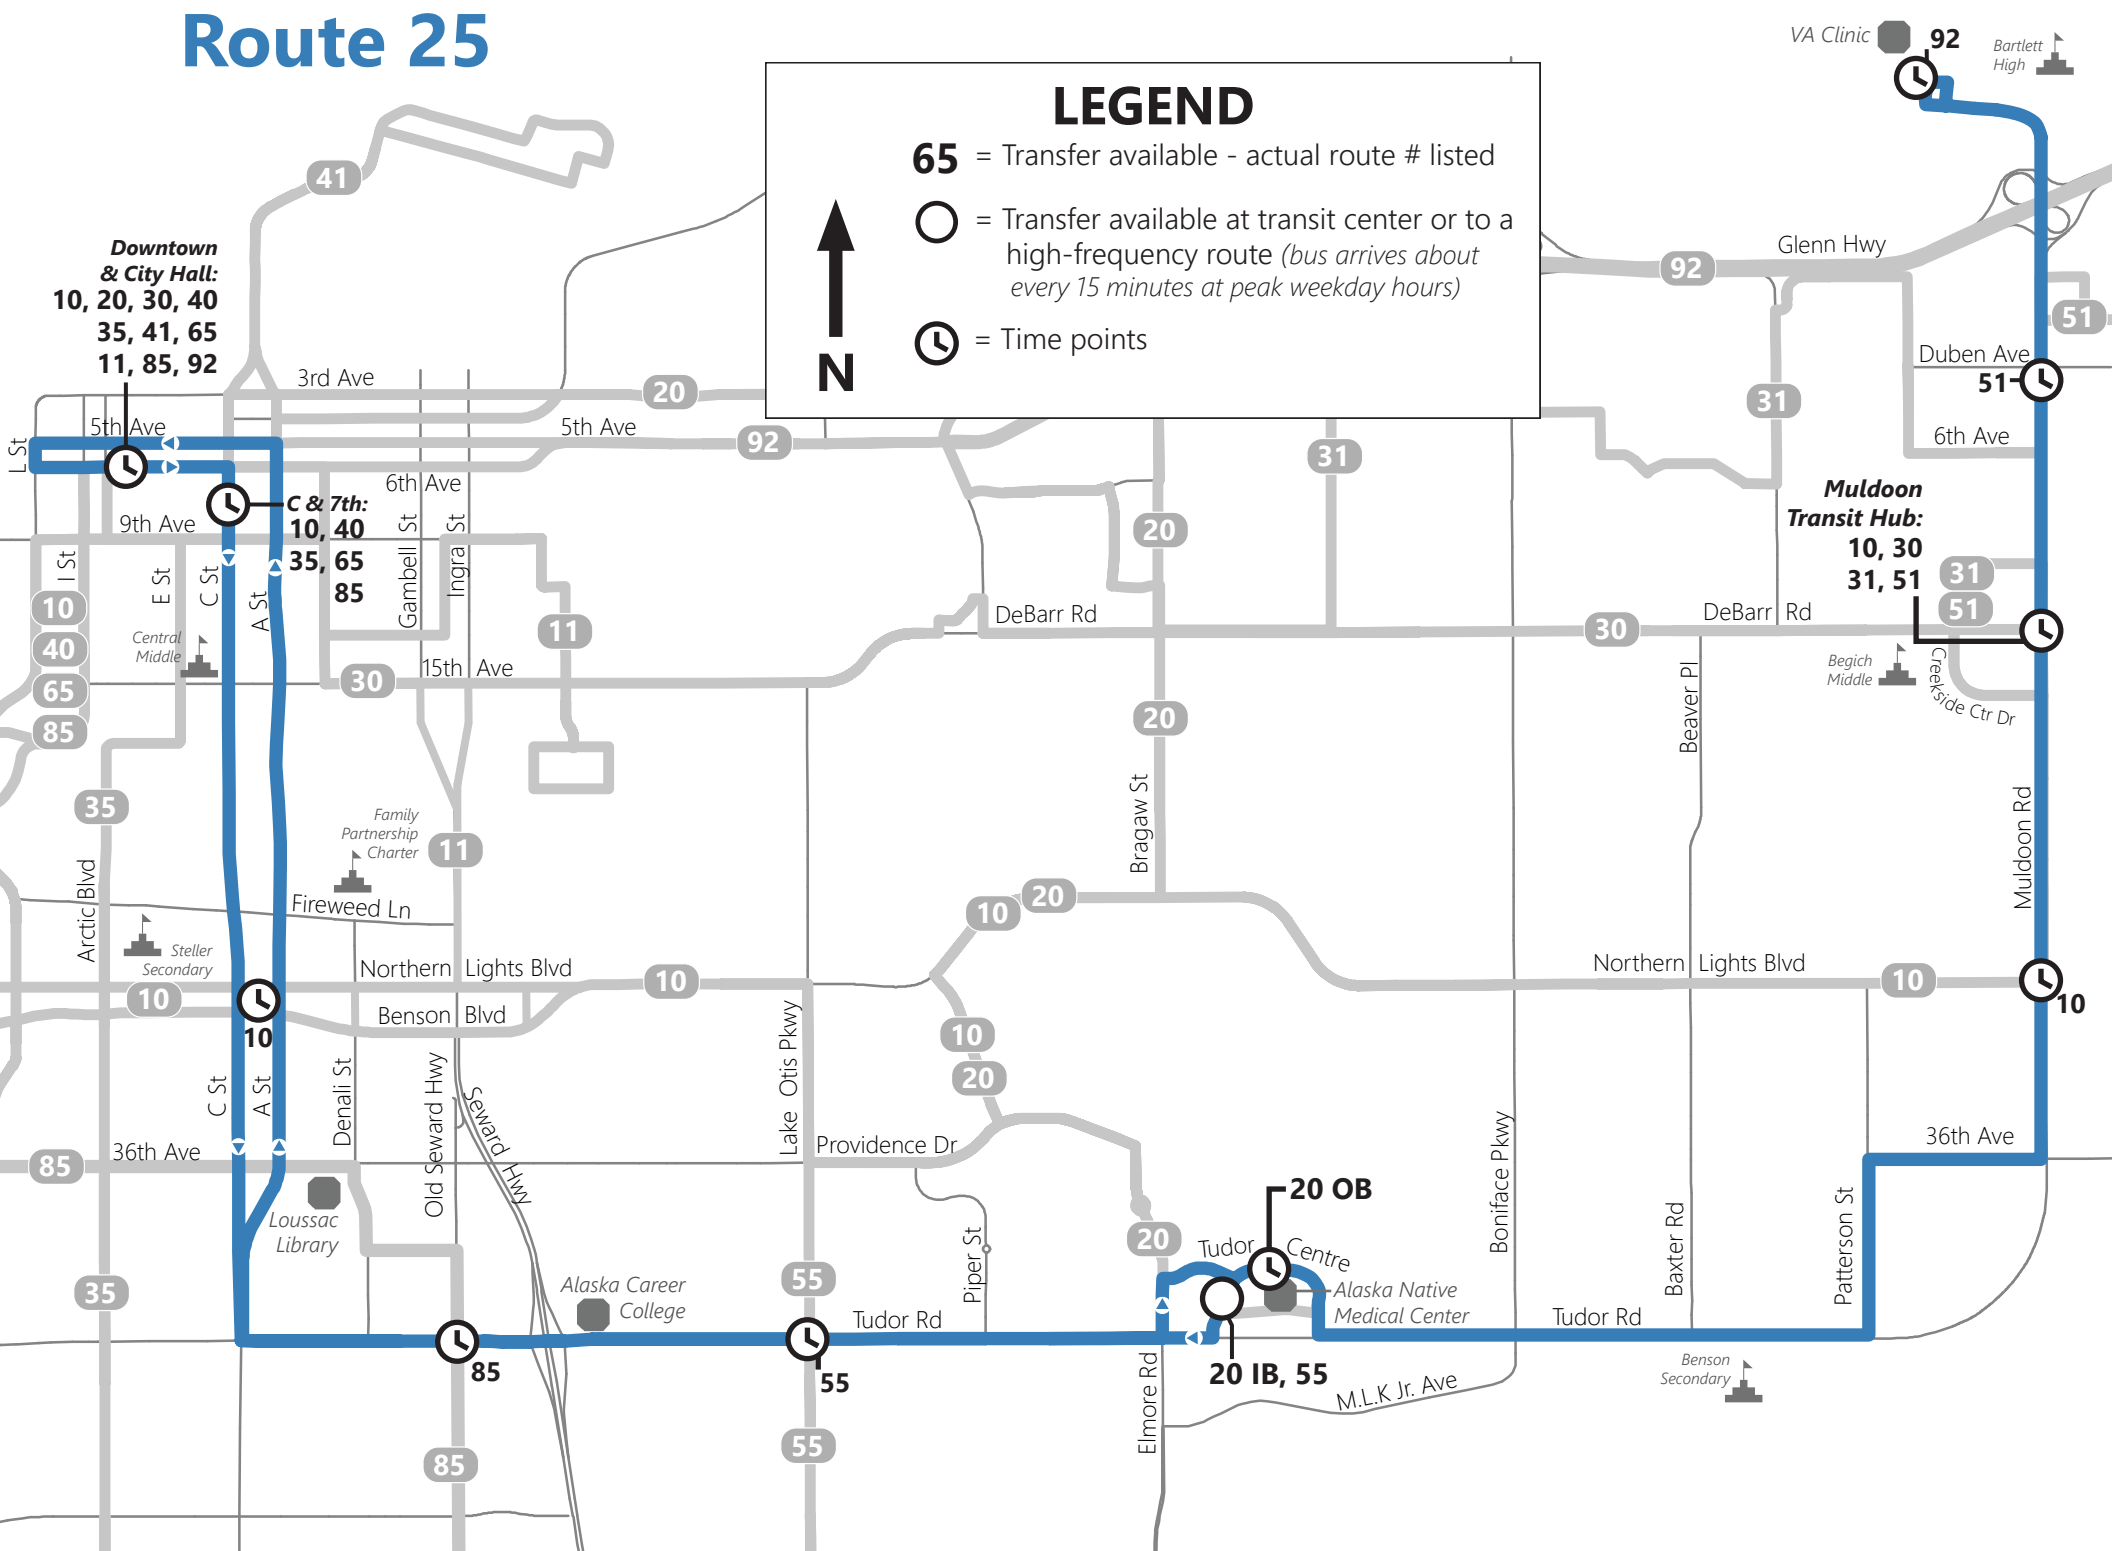 Route 25
VA Clinic
92
Bartlett
High
LEGEND
65 = Transfer available - actual route # listed
= Transfer available at transit center or to a
high-frequency route (bus arrives about
every 15 minutes at peak weekday hours)
= Time points
N
41
Downtown
& City Hall:
10, 20, 30, 40
35, 41, 65
11, 85, 92
Glenn Hwy
92
51
Duben Ave
51
3rd Ave
20
31
5th Ave
5th Ave
92
L St
6th Ave
31
6th Ave
Muldoon
Transit Hub:
10, 30
31, 51
C & 7th:
10, 40
35, 65
85
9th Ave
20
I St
E St
C St
A St
Gambell St
Ingra St
31
51
10
40
65
85
Central
Middle
11
DeBarr Rd
30
DeBarr Rd
Begich
Middle
Creekside Ctr Dr
30
15th Ave
20
Beaver Pl
35
Family
Partnership
Charter
11
Bragaw St
Muldoon Rd
Arctic Blvd
Fireweed Ln
10
20
Steller
Secondary
Northern Lights Blvd
10
Northern Lights Blvd
10
10
10
10
Benson Blvd
10
20
C St
A St
Denali St
Old Seward Hwy
Seward Hwy
Lake Otis Pkwy
Boniface Pkwy
36th Ave
85
36th Ave
Providence Dr
Loussac
Library
20 OB
Patterson St
Baxter Rd
Piper St
20
Tudor Centre
35
Alaska Career
College
55
Alaska Native
Medical Center
Tudor Rd
Tudor Rd
85
55
20 IB, 55
Elmore Rd
M.L.K Jr. Ave
Benson
Secondary
85
55